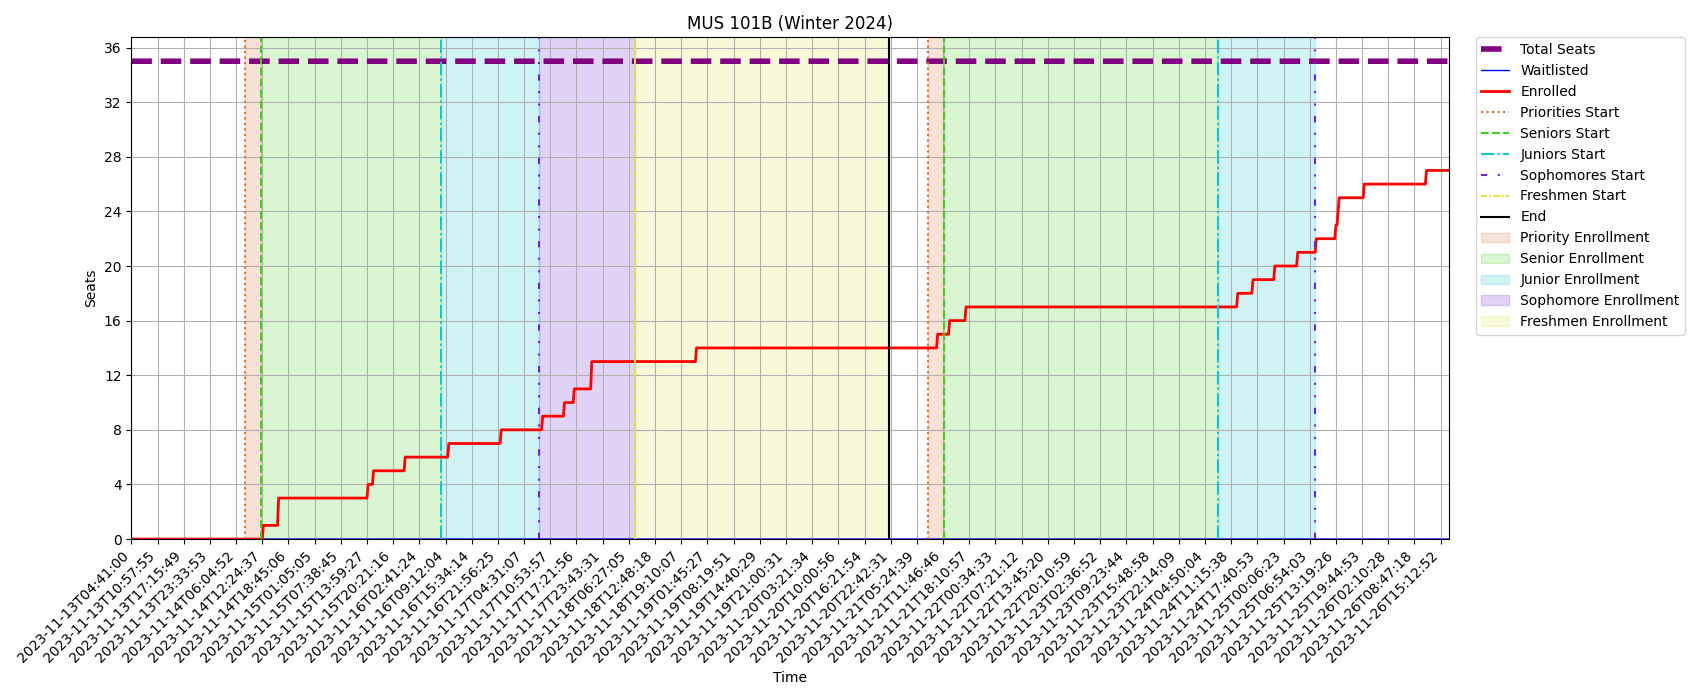 MUS 101B (Winter 2024)
36
32
28
24
20
16
12
8
4
0
Seats
2023-11-13T04:41:00
2023-11-13T10:57:55
2023-11-13T17:15:49
2023-11-13T23:33:53
2023-11-14T06:04:52
2023-11-14T12:24:37
2023-11-14T18:45:06
2023-11-15T01:05:05
2023-11-15T07:38:45
2023-11-15T13:59:27
2023-11-15T20:21:16
2023-11-16T02:41:24
2023-11-16T09:12:04
2023-11-16T15:34:14
2023-11-16T21:56:25
2023-11-17T04:31:07
2023-11-17T10:53:57
2023-11-17T17:21:56
2023-11-17T23:43:31
2023-11-18T06:27:05
2023-11-18T12:48:18
2023-11-18T19:10:07
2023-11-19T01:45:27
2023-11-19T08:19:51
2023-11-19T14:40:29
2023-11-19T21:00:31
2023-11-20T03:21:34
2023-11-20T10:00:56
2023-11-20T16:21:54
2023-11-20T22:42:31
2023-11-21T05:24:39
2023-11-21T11:46:46
2023-11-21T18:10:57
2023-11-22T00:34:33
2023-11-22T07:21:12
2023-11-22T13:45:20
2023-11-22T20:10:59
2023-11-23T02:36:52
2023-11-23T09:23:44
2023-11-23T15:48:58
2023-11-23T22:14:09
2023-11-24T04:50:04
2023-11-24T11:15:38
2023-11-24T17:40:53
2023-11-25T00:06:23
2023-11-25T06:54:03
2023-11-25T13:19:26
2023-11-25T19:44:53
2023-11-26T02:10:28
2023-11-26T08:47:18
2023-11-26T15:12:52
Time
Total Seats
Waitlisted
Enrolled
Priorities Start
Seniors Start
Juniors Start
Sophomores Start
Freshmen Start
End
Priority Enrollment
Senior Enrollment
Junior Enrollment
Sophomore Enrollment
Freshmen Enrollment